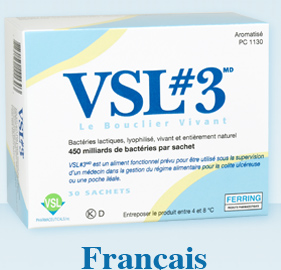 Aromatisé
PC 1130
VSL#3 MD
Le Bouclier Vivant
Bactéries lactiques, lyophilisé, vivant et entièrement naturel
450 milliards de bactéries par sachet
VSL#3MD est un aliment fonctionnel prévu pour être utilisé sous la supervision
d'un médecin dans la gestion du régime alimentaire pour la colite ulcéreuse
ou une poche iléale.
30 SACHETS
VSL
K D
Entreposer le produit entre 4 et 8 °C
FERRING
Francais